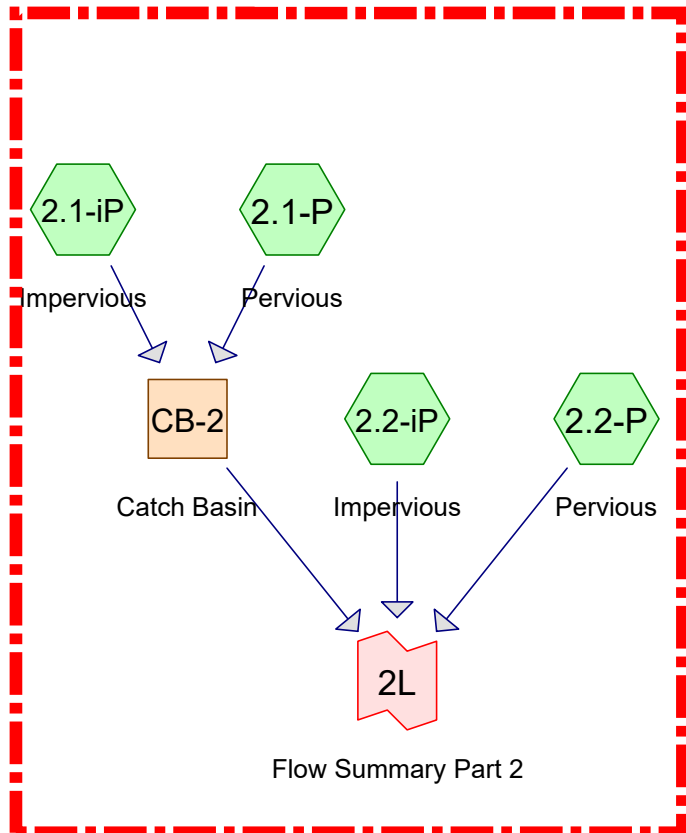 2.1-iP
2.1-P
Impervious
Pervious
CB-2
2.2-iP
2.2-P
Catch Basin
Impervious
Pervious
2L
Flow Summary Part 2